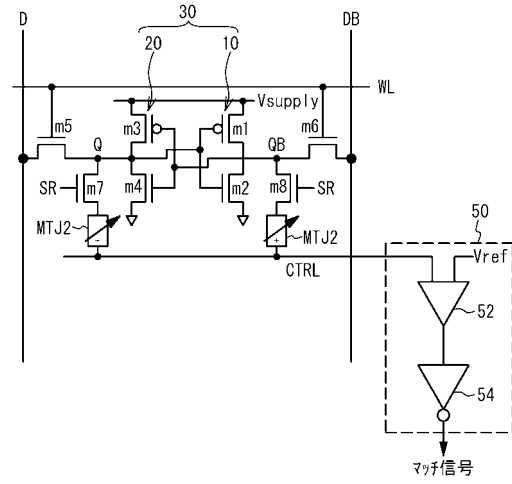 30
D
DB
20
10
WL
Vsupply
m5
m3
m1
m6
Q
QB
SR
m7
m4
m2
m8
SR
MTJ2
MTJ2
-
-
50
CTRL
Vref
52
54
マッチ信号